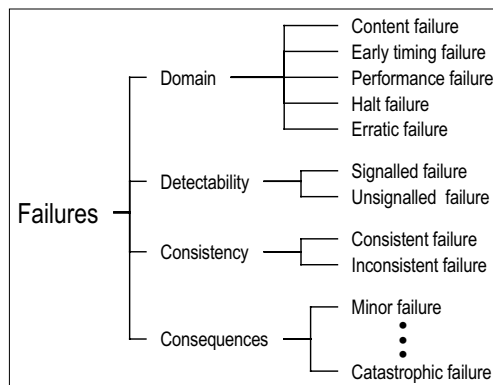 Failures
Domain
Content failure
Early timing failure
Performance failure
Halt failure
Erratic failure
Detectability
Signalled failure
Unsignalled failure
Consistency
Consistent failure
Inconsistent failure
Consequences
Minor failure
Catastrophic failure